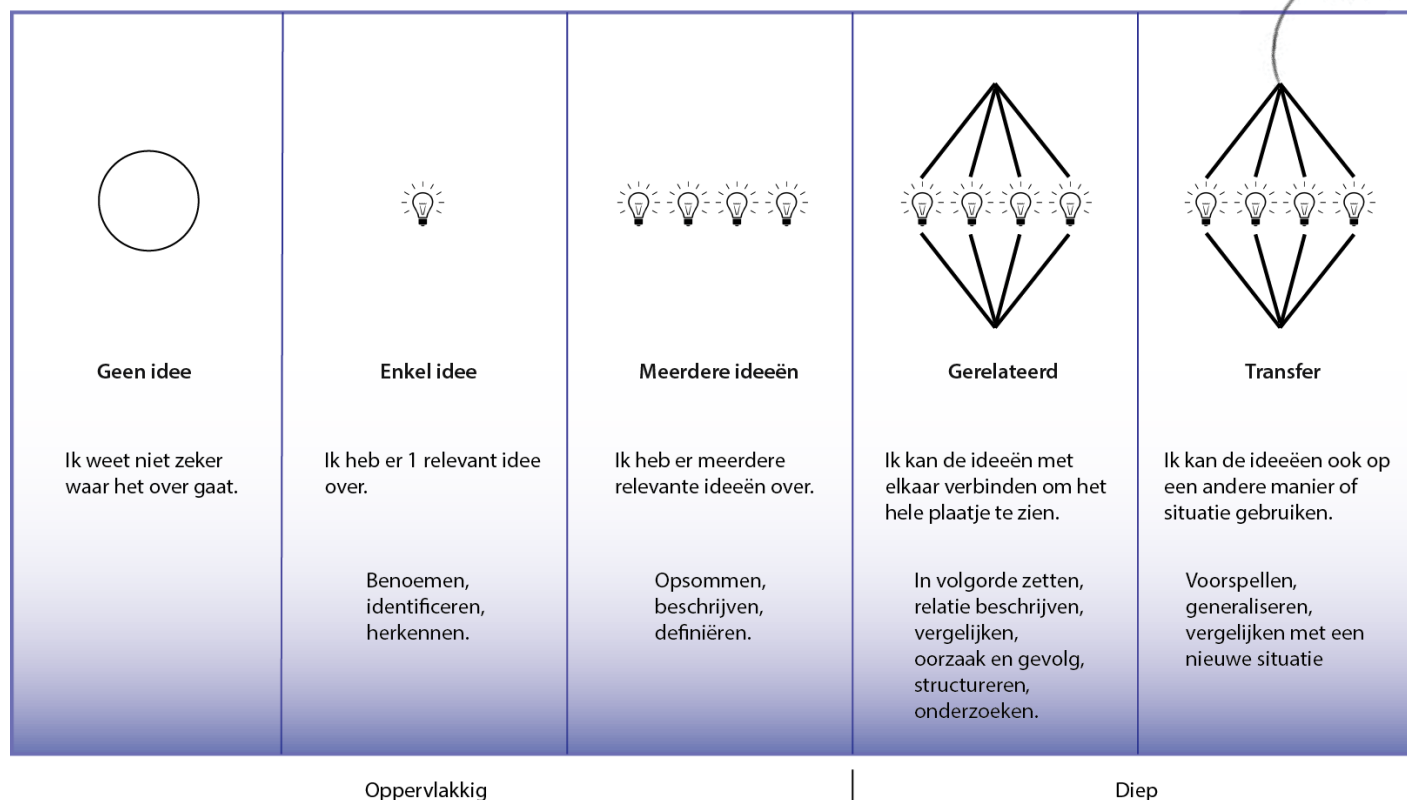 Geen idee
Ik weet niet zeker
waar het over gaat.
Enkel idee
Ik heb er 1 relevant idee
over.
Benoemen,
identificeren,
herkennen.
Meerdere ideeën
Ik heb er meerdere
relevante ideeën over.
Opsommen,
beschrijven,
definiëren.
Gerelateerd
Ik kan de ideeën met
elkaar verbinden om het
hele plaatje te zien.
In volgorde zetten,
relatie beschrijven,
vergelijken,
oorzaak en gevolg,
structureren,
onderzoeken.
Transfer
Ik kan de ideeëen ook op
een andere manier of
situatie gebruiken.
Voorspellen,
generaliseren,
vergelijken met een
nieuwe situatie
Oppervlakkig
Diep